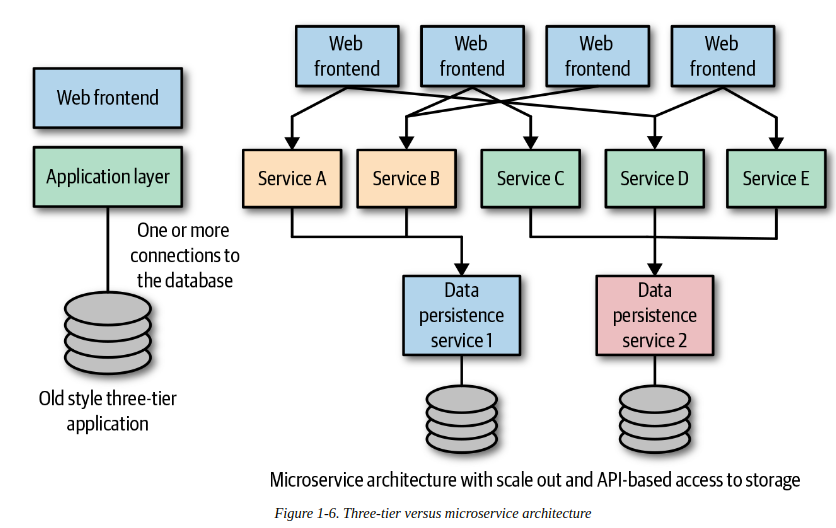 Web frontend
Application layer
One or more
connections to
the database
Old style three-tier
application
Web
frontend
Web
frontend
Web
frontend
Web
frontend
Service A
Service B
Service C
Service D
Service E
Data
persistence
service 1
Data
persistence
service 2
Microservice architecture with scale out and API-based access to storage
Figure 1-6. Three-tier versus microservice architecture